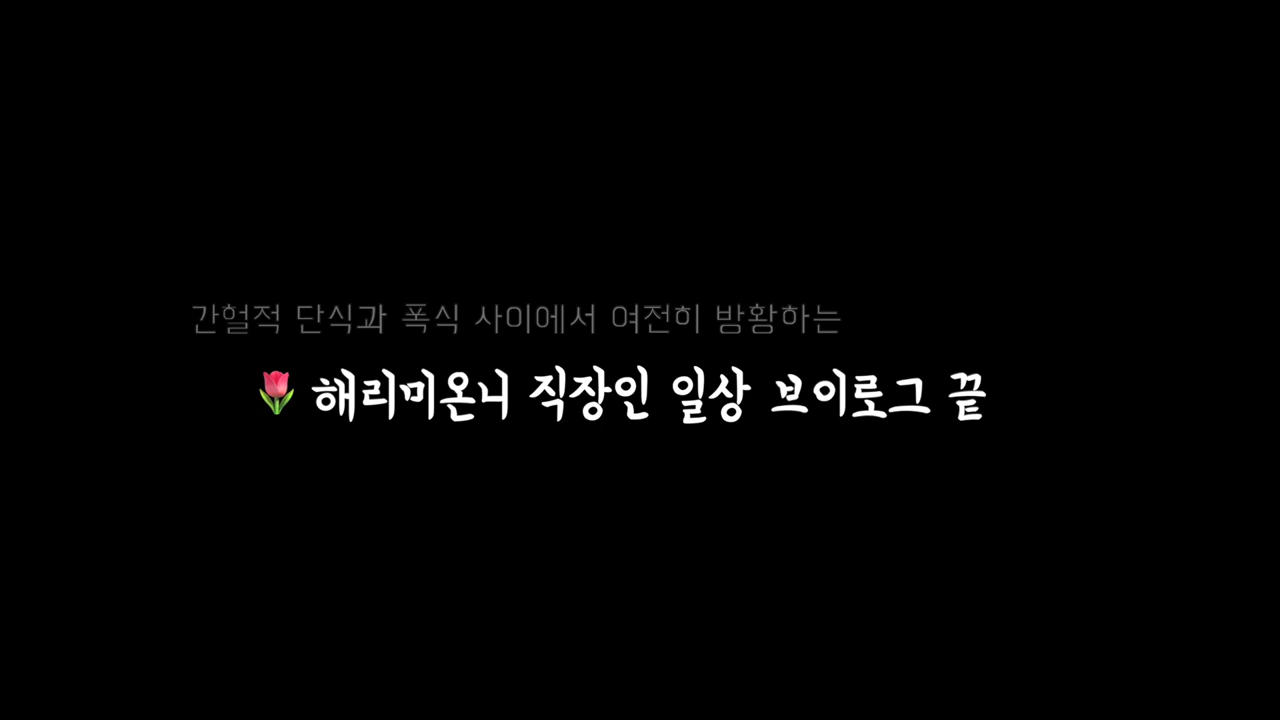 간헐적 단식과 폭식 사이에서 여전히 방황하는
🌷 해리미온니 직장인 일상 브이로그 끝